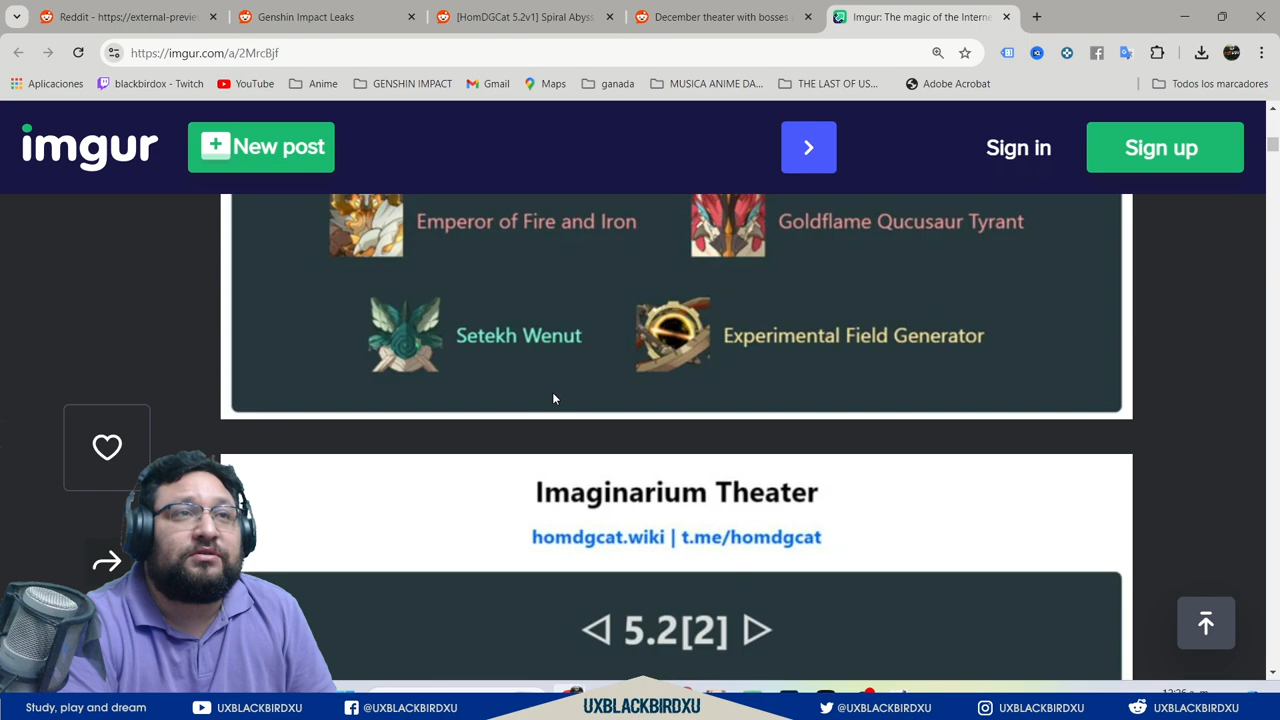 Reddit - https://external-previe
Genshin Impact Leaks
[HomDGCat 5.2v1] Spiral Abyss
December theater with bosses
Imgur: The magic of the Interne
https://imgur.com/a/2MrcBjf
Aplicaciones
blackbirdox - Twitch
YouTube
Anime
GENSHIN IMPACT
Gmail
Maps
ganada
MUSICA ANIME DA...
THE LAST OF US...
Adobe Acrobat
Todos los marcadores
imgur
New post
Sign in
Sign up
Emperor of Fire and Iron
Goldflame Qucusaur Tyrant
Setekh Wenut
Experimental Field Generator
Imaginarium Theater
homdgcat.wiki | t.me/homdgcat
5.2[2]
Study, play and dream
UXBLACKBIRDXU
@UXBLACKBIRDXU
UXBLACKBIRDXU
@UXBLACKBIRDXU
UXBLACKBIRDXU
UXBLACKBIRDXU